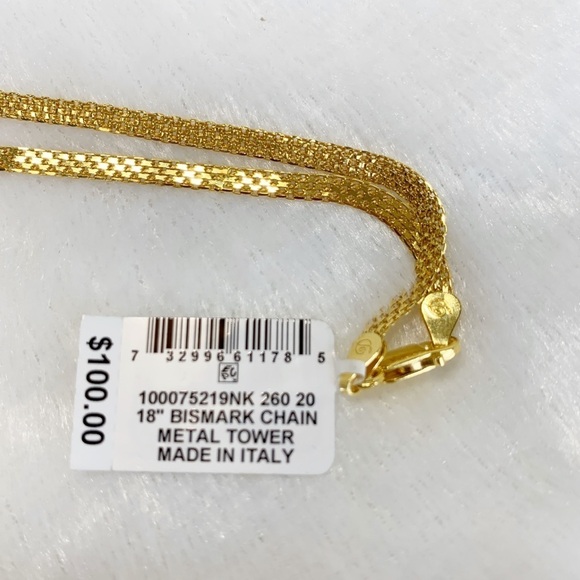 $100.00
7 32996 61178 5
100075219NK 260 20
18" BISMARK CHAIN
METAL TOWER
MADE IN ITALY